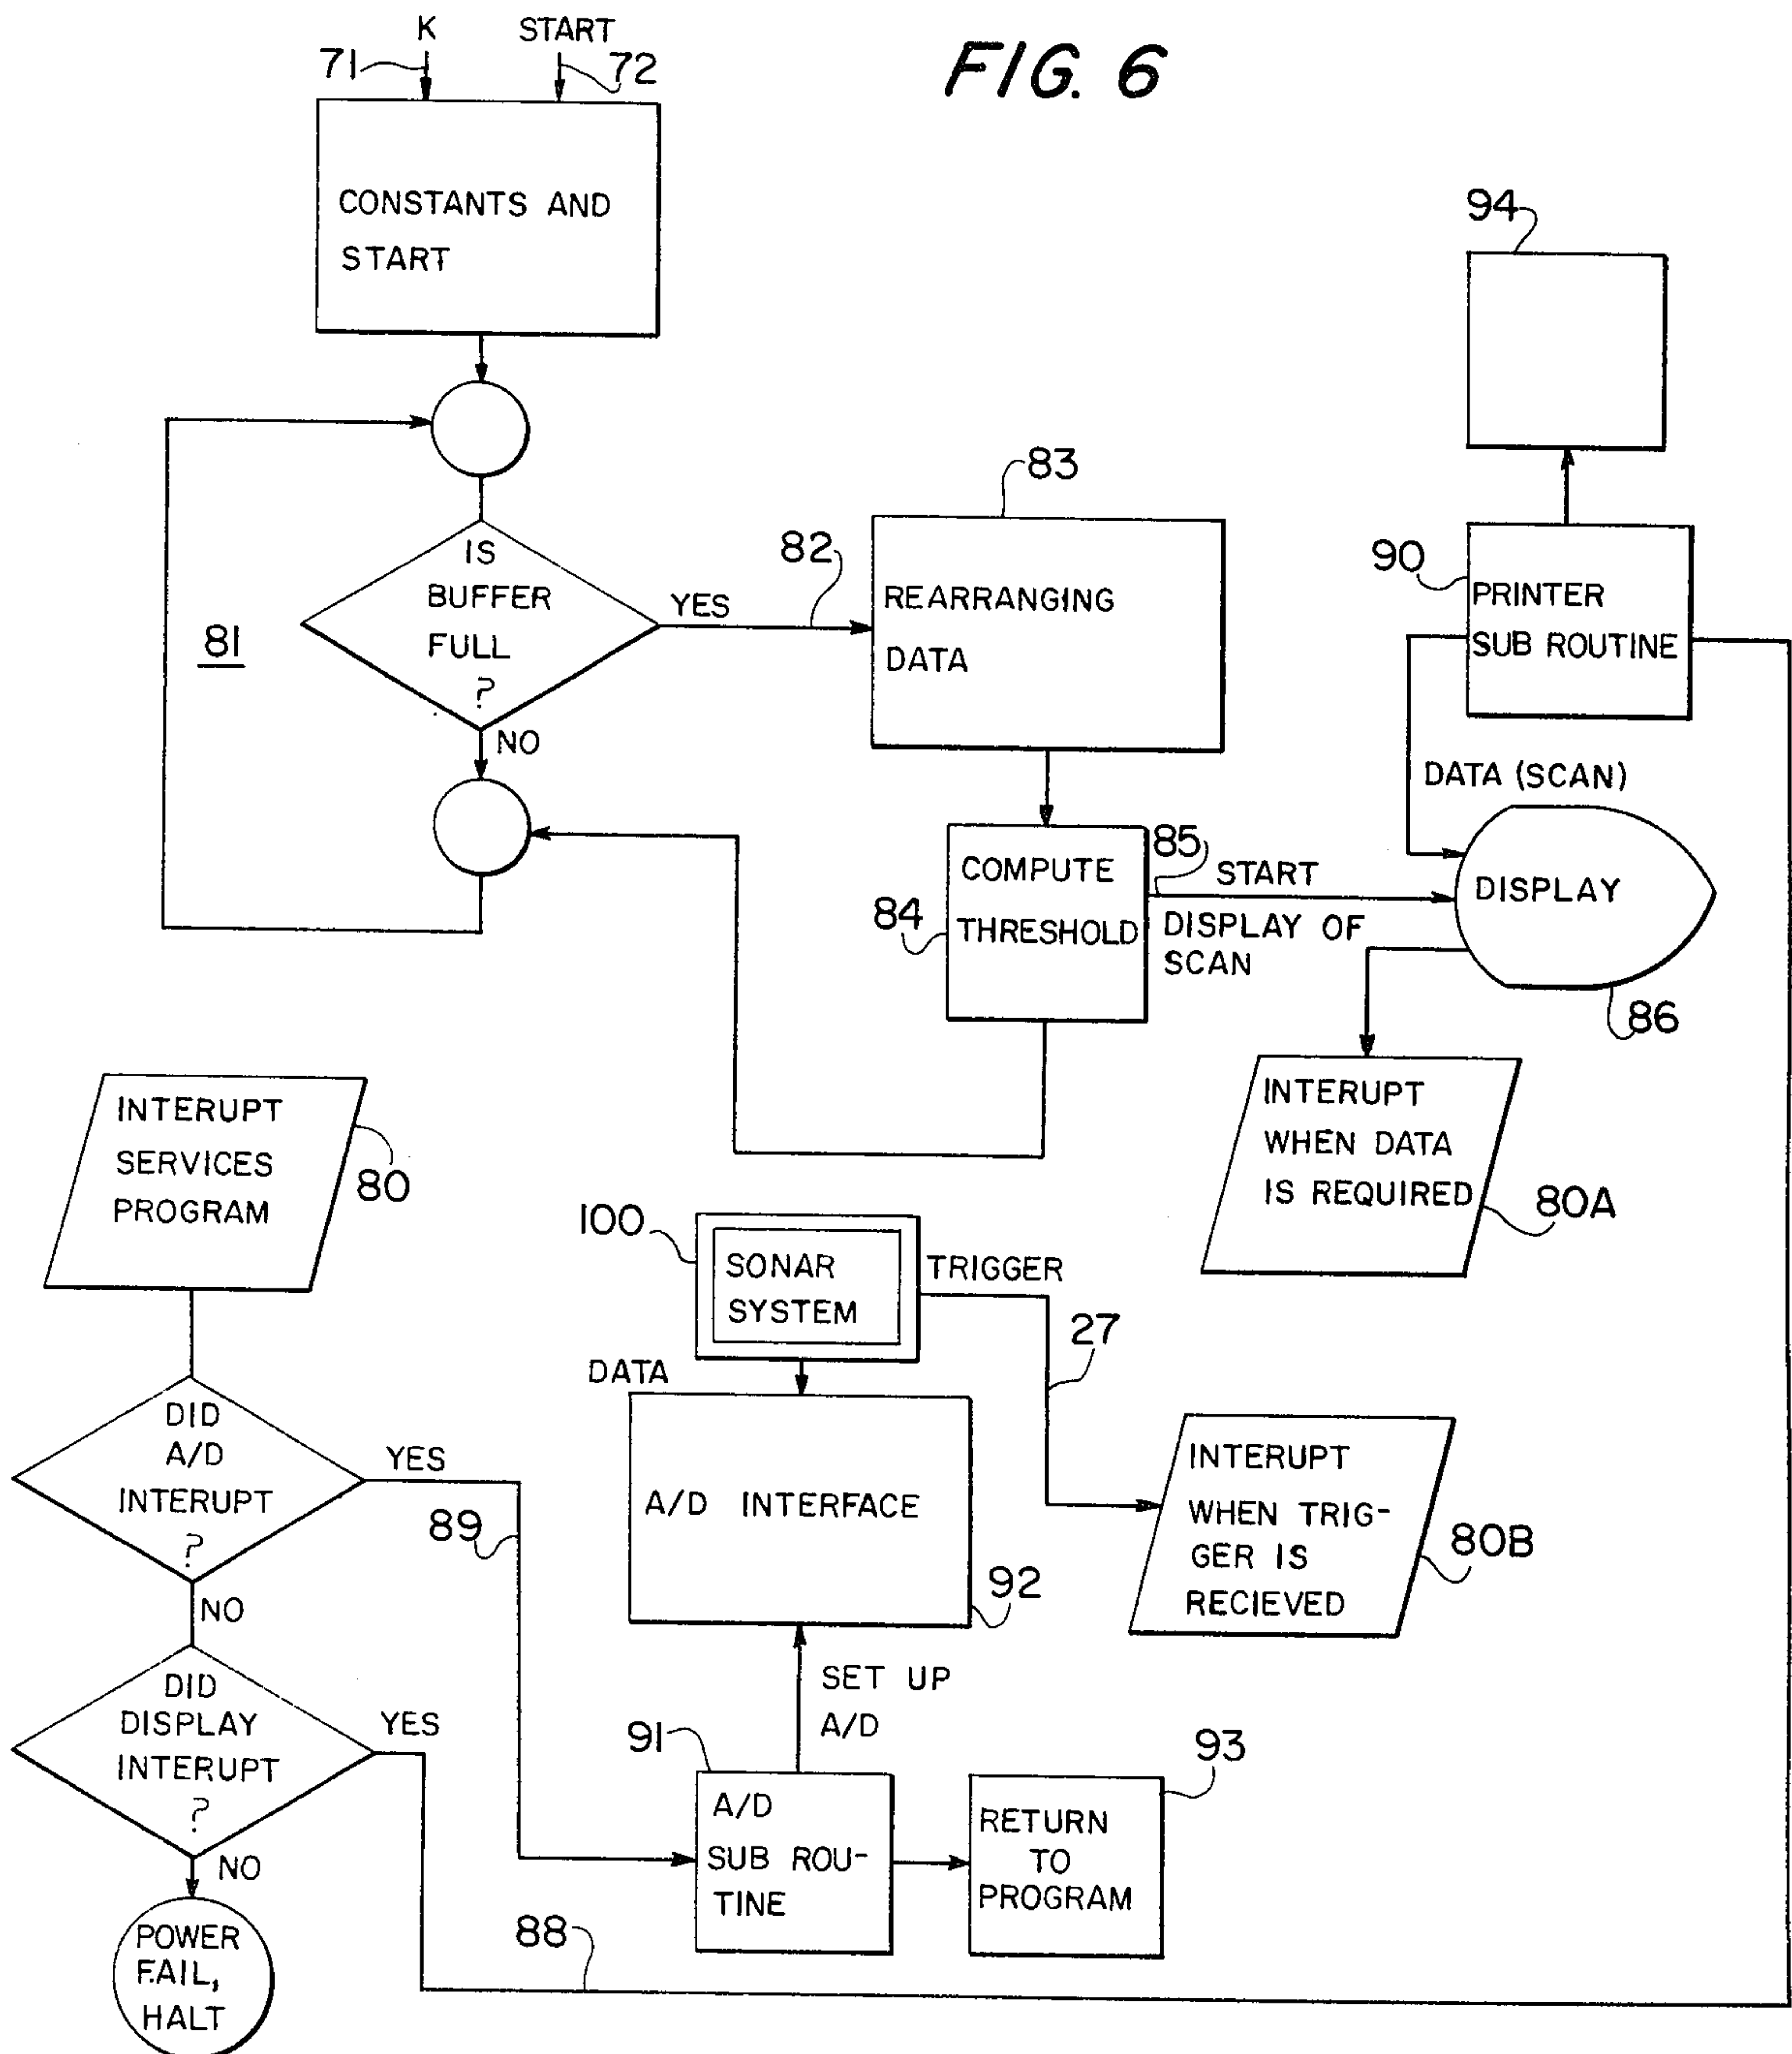 FIG. 6
K
START
71
72
CONSTANTS AND
START
94
83
82
81
IS
BUFFER
FULL
?
YES
NO
REARRANGING
DATA
90
PRINTER
SUB ROUTINE
DATA (SCAN)
COMPUTE
THRESHOLD
84
85
START
DISPLAY OF
SCAN
DISPLAY
86
INTERUPT
SERVICES
PROGRAM
80
INTERUPT
WHEN DATA
IS REQUIRED
80A
100
SONAR
SYSTEM
TRIGGER
27
DATA
A/D INTERFACE
92
INTERUPT
WHEN TRIG-
GER IS
RECIEVED
80B
DID
A/D
INTERUPT
?
YES
89
NO
DID
DISPLAY
INTERUPT
?
YES
NO
SET UP
A/D
91
A/D
SUB ROU-
TINE
93
RETURN
TO
PROGRAM
88
POWER
FAIL,
HALT